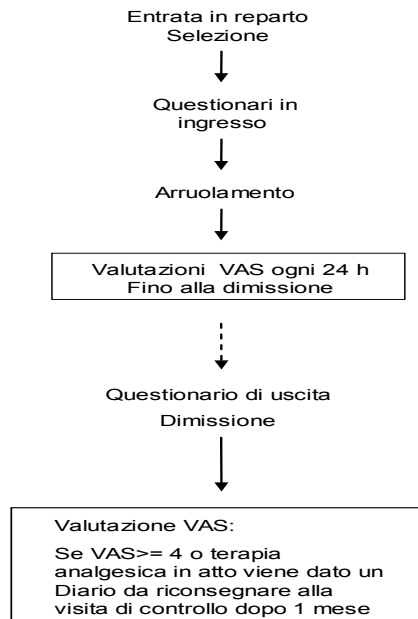 Entrata in reparto
Selezione
Questionari in
ingresso
Arruolamento
Valutazioni VAS ogni 24 h
Fino alla dimissione
Questionario di uscita
Dimissione
Valutazione VAS:
Se VAS>= 4 o terapia
analgesica in atto viene dato un
Diario da riconsegnare alla
visita di controllo dopo 1 mese